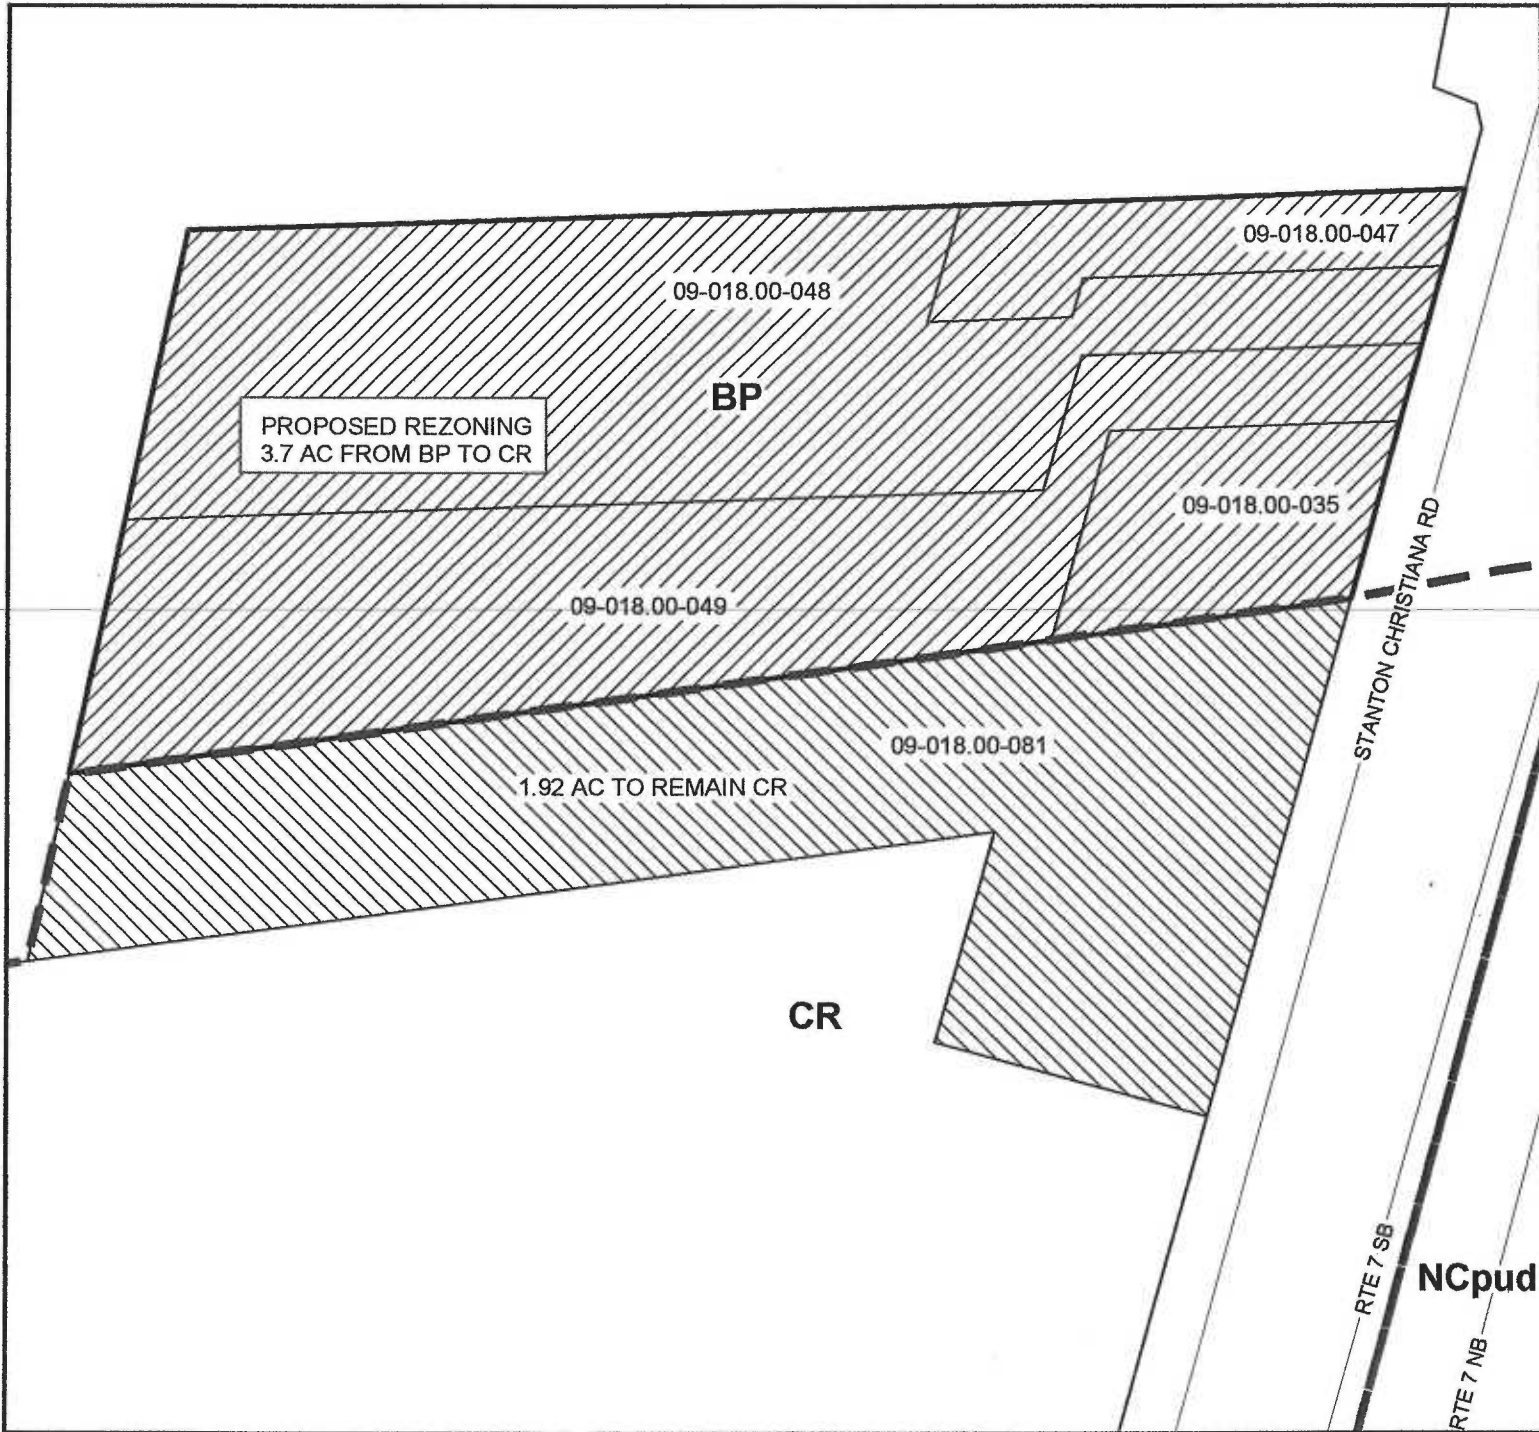 09-018.00-047
09-018.00-048
BP
PROPOSED REZONING
3.7 AC FROM BP TO CR
09-018.00-035
STANTON CHRISTIANA RD
09-018.00-049
09-018.00-081
1.92 AC TO REMAIN CR
CR
RTE 7 SB
NCpud
RTE 7 NB